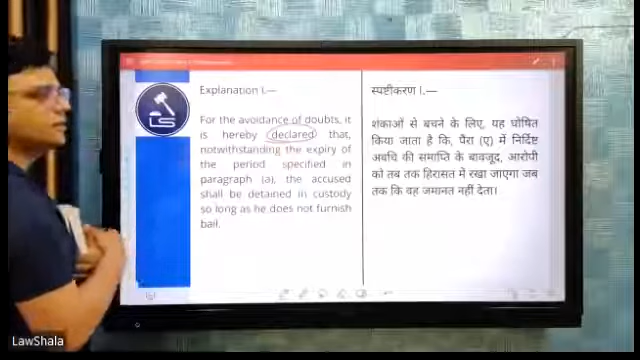 Explanation I.—
For the avoidance of doubts, it
is hereby declared that,
notwithstanding the expiry of
the period specified in
paragraph (a), the accused
shall be detained in custody
so long as he does not furnish
bail.
स्पष्टीकरण I.—
शंकाओं से बचने के लिए, यह घोषित
किया जाता है कि, पैरा (ए) में निर्दिष्ट
अवधि की समाप्ति के बावजूद, आरोपी
को तब तक हिरासत में रखा जाएगा जब
तक कि वह जमानत नहीं देता।
LS
LawShala